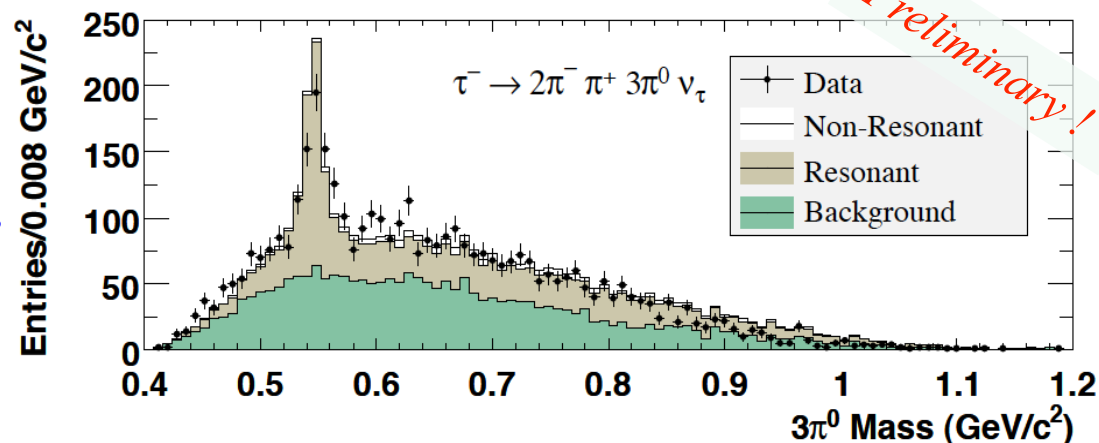 Preliminary !
Entries/0.008 GeV/c²
250
200
150
100
50
0
τ⁻ → 2π⁻ π⁺ 3π⁰ ν_τ
Data
Non-Resonant
Resonant
Background
0.4 0.5 0.6 0.7 0.8 0.9 1 1.1 1.2
3π⁰ Mass (GeV/c²)